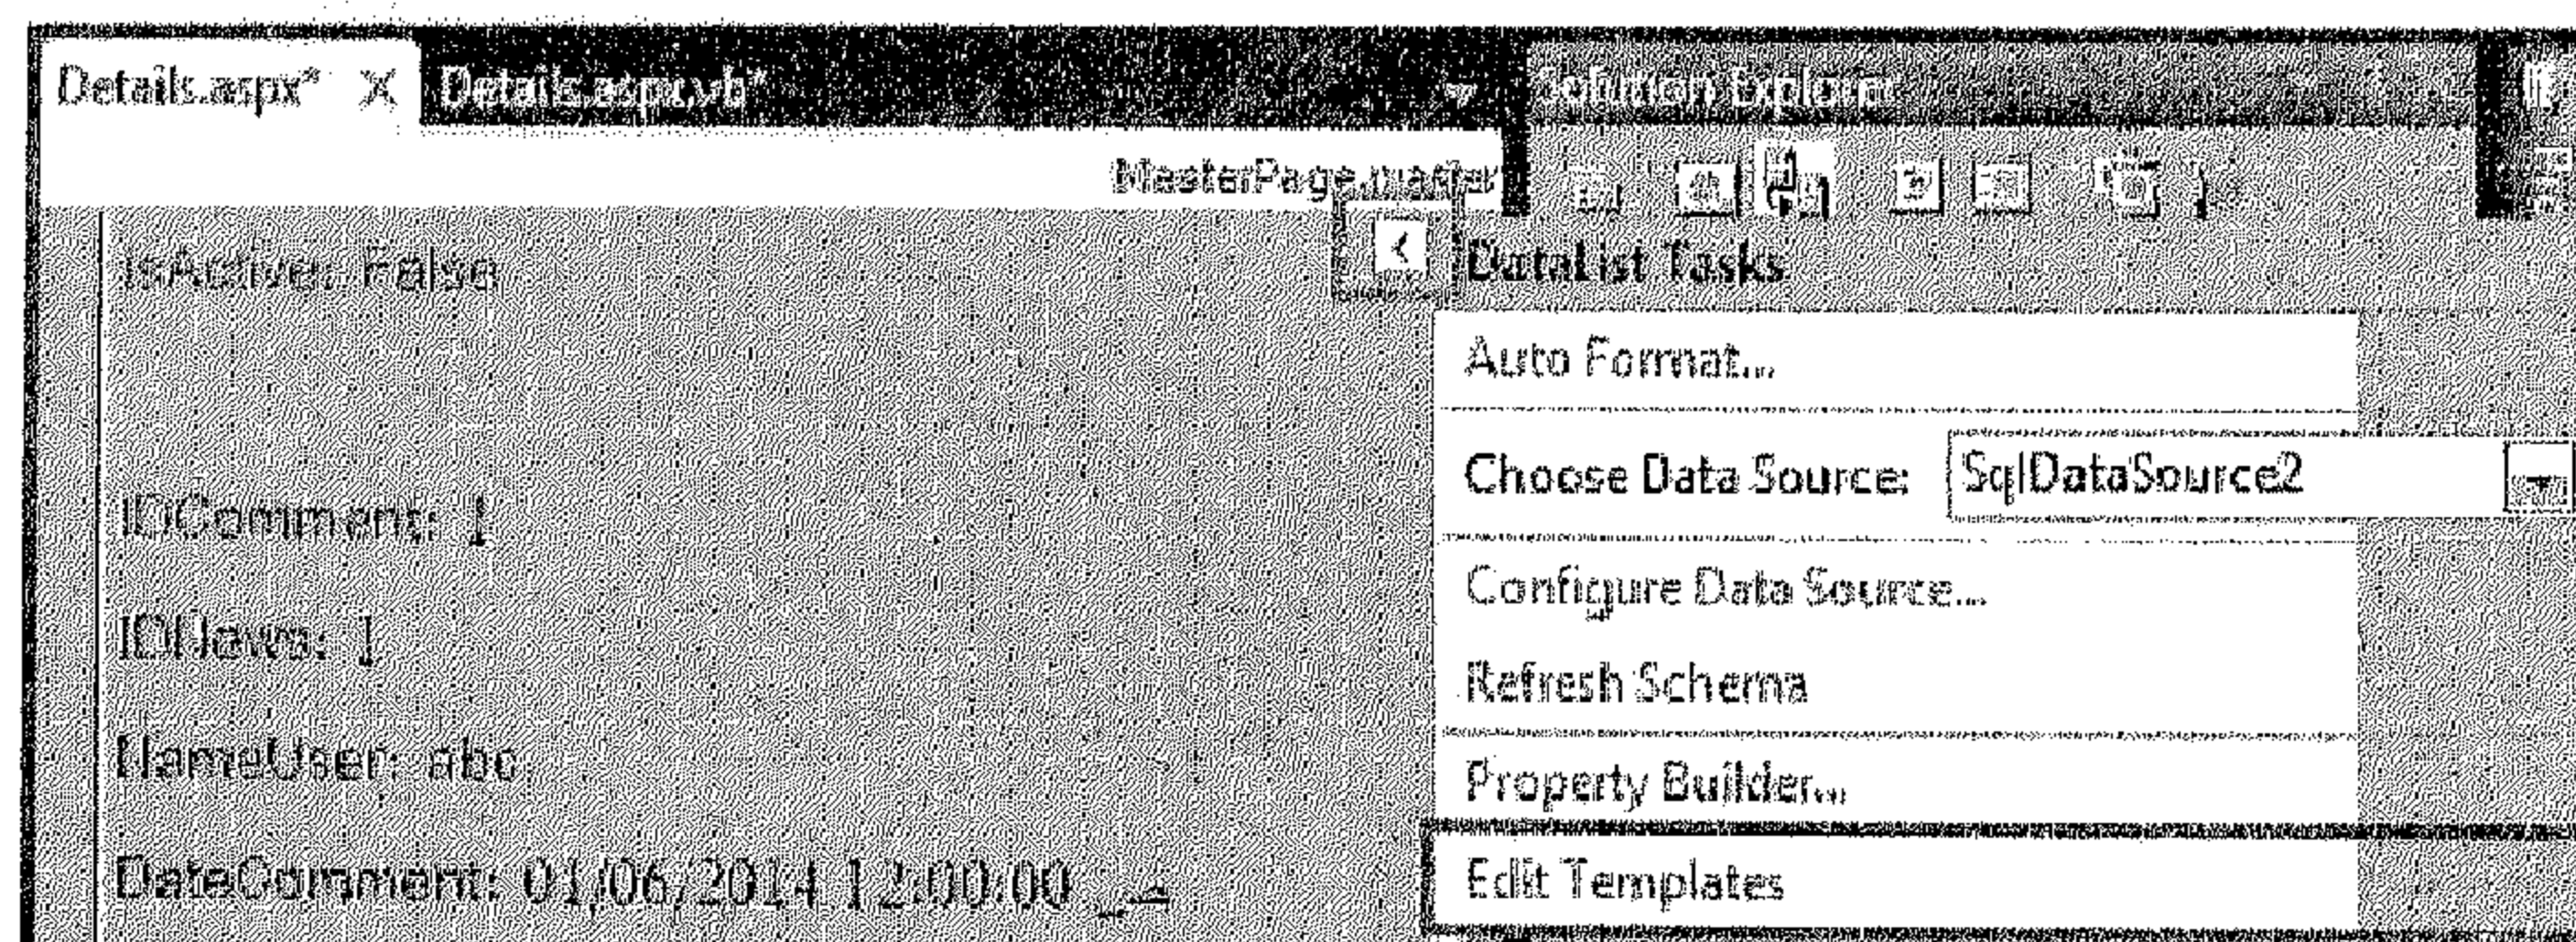 Details.aspx* X Details.aspx.vb*
Solution Explorer
MasterPage.master
IsActive: False
IDComment: 1
IDNews: 1
NameUser: abc
DateComment: 01/06/2014 12:00:00
DataList Tasks
Auto Format...
Choose Data Source: SqlDataSource2
Configure Data Source...
Refresh Schema
Property Builder...
Edit Templates